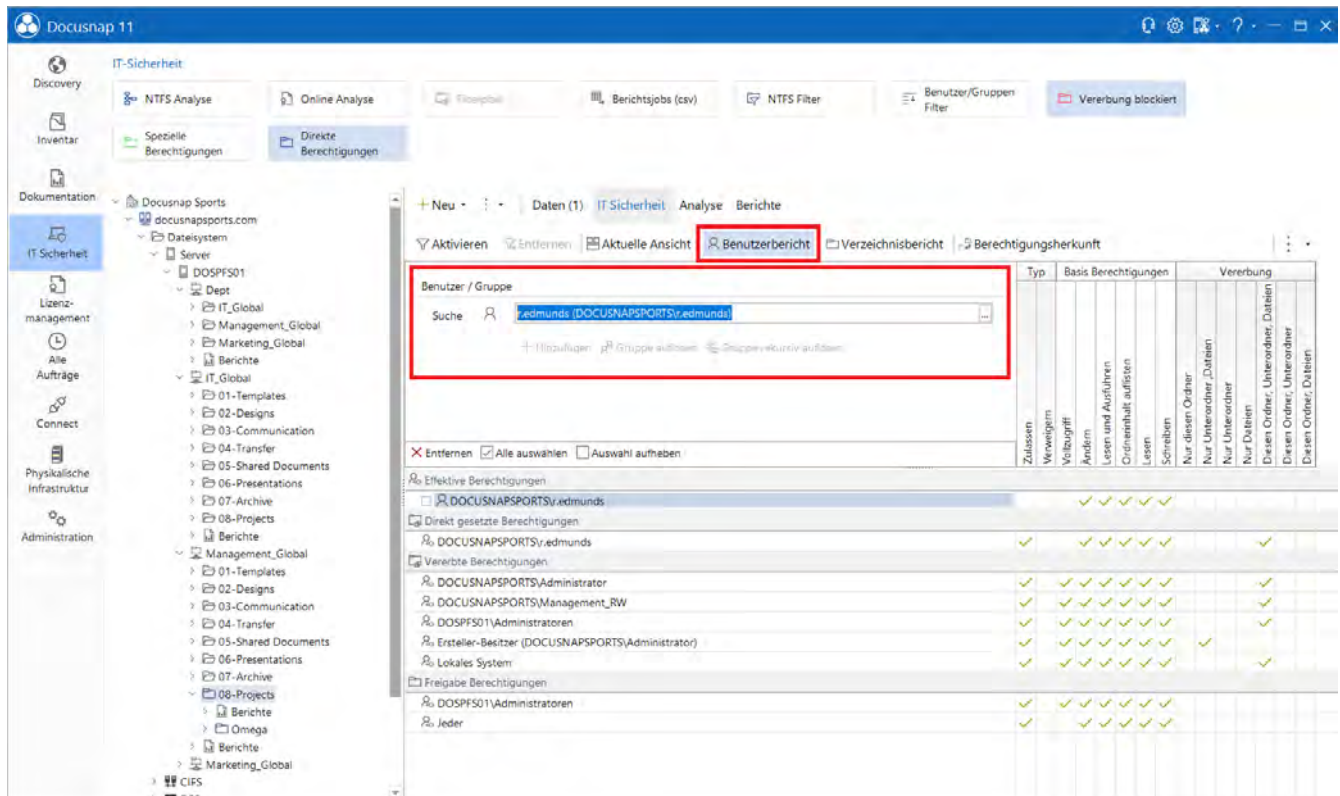 Docusnap 11
?
Discovery
Inventar
Dokumentation
IT Sicherheit
Lizenz-
management
Alle
Aufträge
Connect
Physikalische
Infrastruktur
Administration
IT-Sicherheit
NTFS Analyse
Online Analyse
Berichtsjobs (csv)
NTFS Filter
Benutzer/Gruppen
Filter
Vererbung blockiert
Spezielle
Berechtigungen
Direkte
Berechtigungen
Docusnap Sports
docusnapsports.com
Dateisystem
Server
DOSPFS01
Dept
IT_Global
Management_Global
Marketing_Global
Berichte
IT_Global
01-Templates
02-Designs
03-Communication
04-Transfer
05-Shared Documents
06-Presentations
07-Archive
08-Projects
Berichte
Management_Global
01-Templates
02-Designs
03-Communication
04-Transfer
05-Shared Documents
06-Presentations
07-Archive
08-Projects
Berichte
Omega
Berichte
Marketing_Global
CIFS
+ Neu
Daten (1) IT Sicherheit Analyse Berichte
Aktivieren Entfernen Aktuelle Ansicht Benutzerbericht Verzeichnisbericht Berechtigungsherkunft
Benutzer / Gruppe
Suche r.edmunds (DOCUSNAPSPORTS\r.edmunds) ...
+ Hinzufügen Gruppe auflösen Gruppe rekursiv auflösen
Entfernen Alle auswählen Auswahl aufheben
Typ Basis Berechtigungen Vererbung
Zulassen
Verweigern
Vollzugriff
Ändern
Lesen und Ausführen
Ordnerinhalt auflisten
Lesen
Schreiben
Nur diesen Ordner
Nur Unterordner ,Dateien
Nur Unterordner
Nur Dateien
Diesen Ordner, Unterordner, Dateien
Diesen Ordner, Unterordner
Diesen Ordner, Dateien
Effektive Berechtigungen
DOCUSNAPSPORTS\r.edmunds
Direkt gesetzte Berechtigungen
DOCUSNAPSPORTS\r.edmunds
Vererbte Berechtigungen
DOCUSNAPSPORTS\Administrator
DOCUSNAPSPORTS\Management_RW
DOSPFS01\Administratoren
Ersteller-Besitzer (DOCUSNAPSPORTS\Administrator)
Lokales System
Freigabe Berechtigungen
DOSPFS01\Administratoren
Jeder